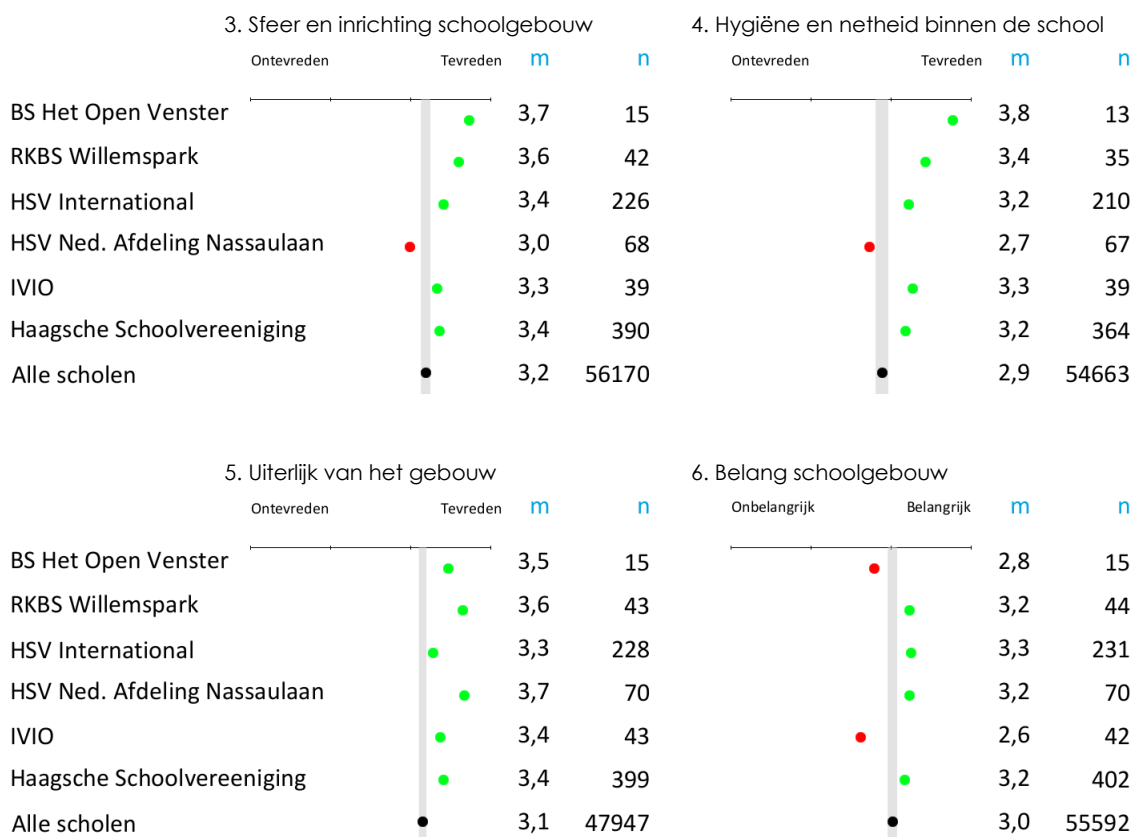 3. Sfeer en inrichting schoolgebouw
Ontevreden Tevreden m n
BS Het Open Venster 3,7 15
RKBS Willemspark 3,6 42
HSV International 3,4 226
HSV Ned. Afdeling Nassaulaan 3,0 68
IVIO 3,3 39
Haagsche Schoolvereeniging 3,4 390
Alle scholen 3,2 56170
4. Hygiëne en netheid binnen de school
Ontevreden Tevreden m n
3,8 13
3,4 35
3,2 210
2,7 67
3,3 39
3,2 364
2,9 54663
5. Uiterlijk van het gebouw
Ontevreden Tevreden m n
BS Het Open Venster 3,5 15
RKBS Willemspark 3,6 43
HSV International 3,3 228
HSV Ned. Afdeling Nassaulaan 3,7 70
IVIO 3,4 43
Haagsche Schoolvereeniging 3,4 399
Alle scholen 3,1 47947
6. Belang schoolgebouw
Onbelangrijk Belangrijk m n
2,8 15
3,2 44
3,3 231
3,2 70
2,6 42
3,2 402
3,0 55592